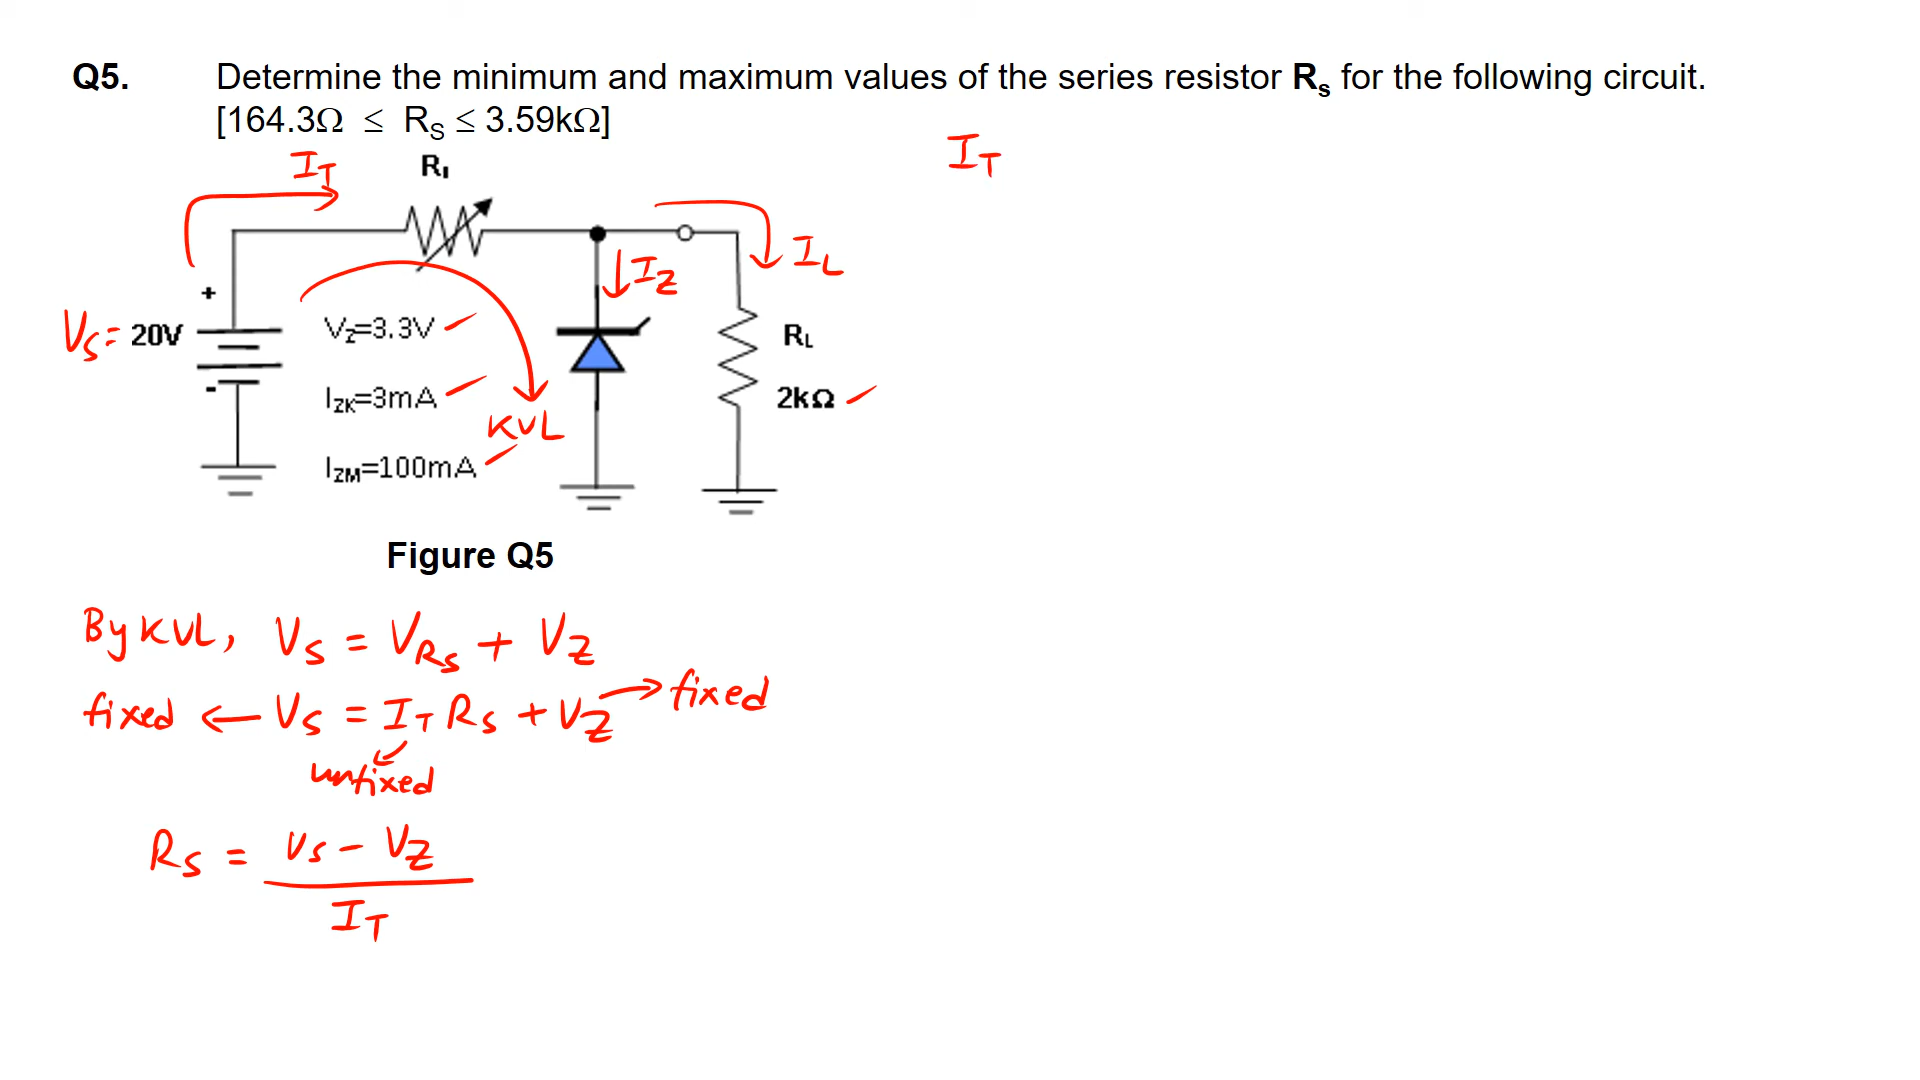 Q5. Determine the minimum and maximum values of the series resistor Rs for the following circuit.
[164.3Ω ≤ RS ≤ 3.59kΩ]
IT
IT
R₁
IL
IZ
+
VS = 20V
VZ=3.3V
RL
-
IZK=3mA
2kΩ
KVL
IZM=100mA
Figure Q5
By KVL, VS = VRS + VZ
fixed ← VS = IT RS + VZ → fixed
unfixed
RS = VS - VZ
IT